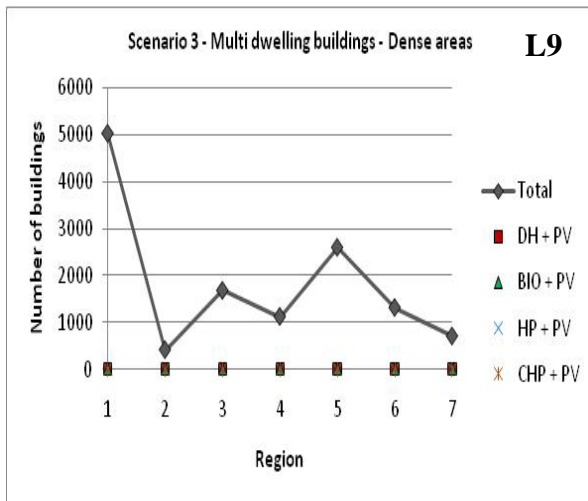 Scenario 3 - Multi dwelling buildings - Dense areas
L9
Number of buildings
6000
5000
4000
3000
2000
1000
0
1 2 3 4 5 6 7
Region
Total
DH + PV
BIO + PV
HP + PV
CHP + PV